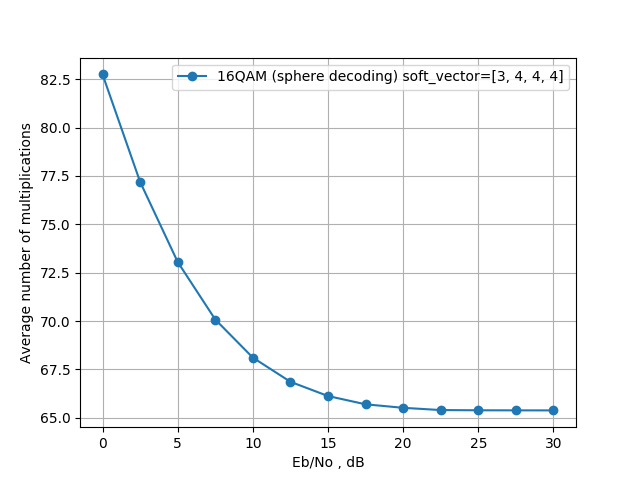 16QAM (sphere decoding) soft_vector=[3, 4, 4, 4]
82.5
80.0
77.5
75.0
72.5
70.0
67.5
65.0
Average number of multiplications
0 5 10 15 20 25 30
Eb/No , dB